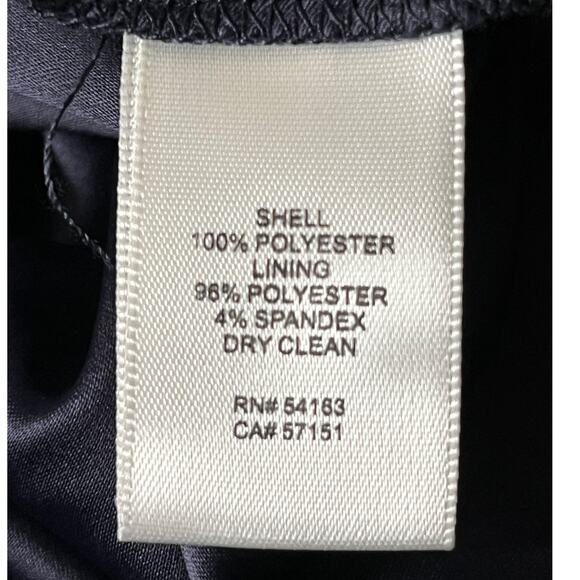 SHELL
100% POLYESTER
LINING
96% POLYESTER
4% SPANDEX
DRY CLEAN
RN# 54163
CA# 57151